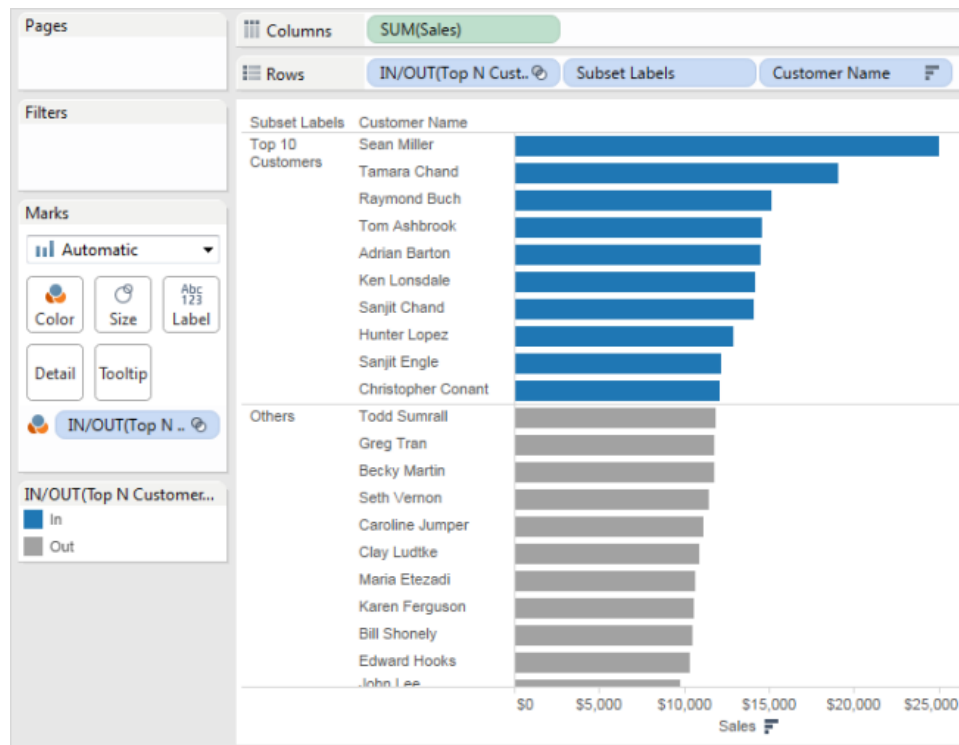 Pages
Columns
SUM(Sales)
Rows
IN/OUT(Top N Cust..
Subset Labels
Customer Name
Filters
Marks
Automatic
Color
Size
Abc
123
Label
Detail
Tooltip
IN/OUT(Top N ..
IN/OUT(Top N Customer...
In
Out
Subset Labels
Customer Name
Top 10
Customers
Sean Miller
Tamara Chand
Raymond Buch
Tom Ashbrook
Adrian Barton
Ken Lonsdale
Sanjit Chand
Hunter Lopez
Sanjit Engle
Christopher Conant
Others
Todd Sumrall
Greg Tran
Becky Martin
Seth Vernon
Caroline Jumper
Clay Ludtke
Maria Etezadi
Karen Ferguson
Bill Shonely
Edward Hooks
John Lee
$0 $5,000 $10,000 $15,000 $20,000 $25,000
Sales